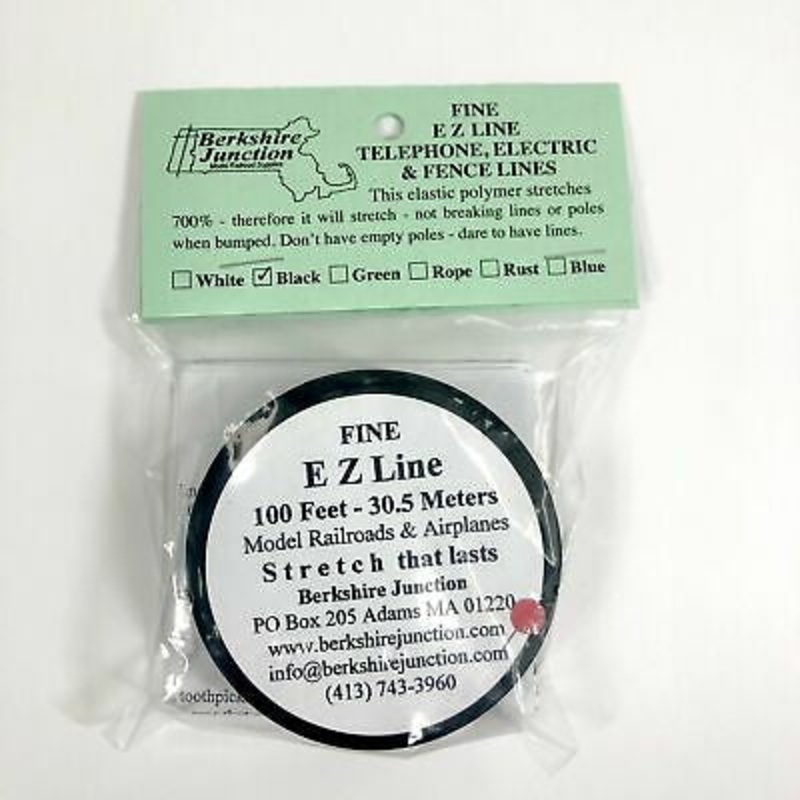 Berkshire
Junction
Model Railroad Supplies
FINE
E Z LINE
TELEPHONE, ELECTRIC
& FENCE LINES
This elastic polymer stretches
700% - therefore it will stretch - not breaking lines or poles
when bumped. Don't have empty poles - dare to have lines.
☐ White ☑ Black ☐ Green ☐ Rope ☐ Rust ☐ Blue
FINE
E Z Line
100 Feet - 30.5 Meters
Model Railroads & Airplanes
Stretch that lasts
Berkshire Junction
PO Box 205 Adams MA 01220
www.berkshirejunction.com
info@berkshirejunction.com
(413) 743-3960